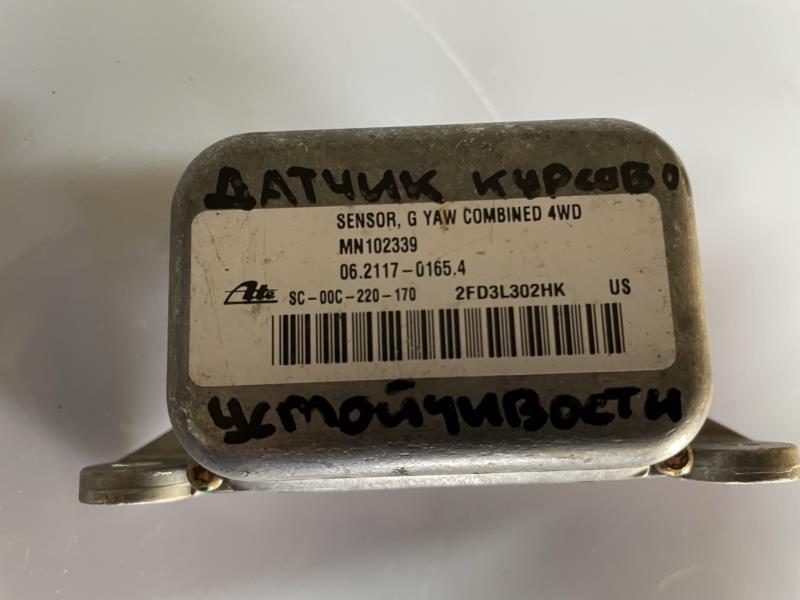 ДАТЧИК КУРСОВО
SENSOR, G YAW COMBINED 4WD
MN102339
06.2117-0165.4
Ate SC-00C-220-170 2FD3L302HK US
УСТОЙЧИВОСТИ